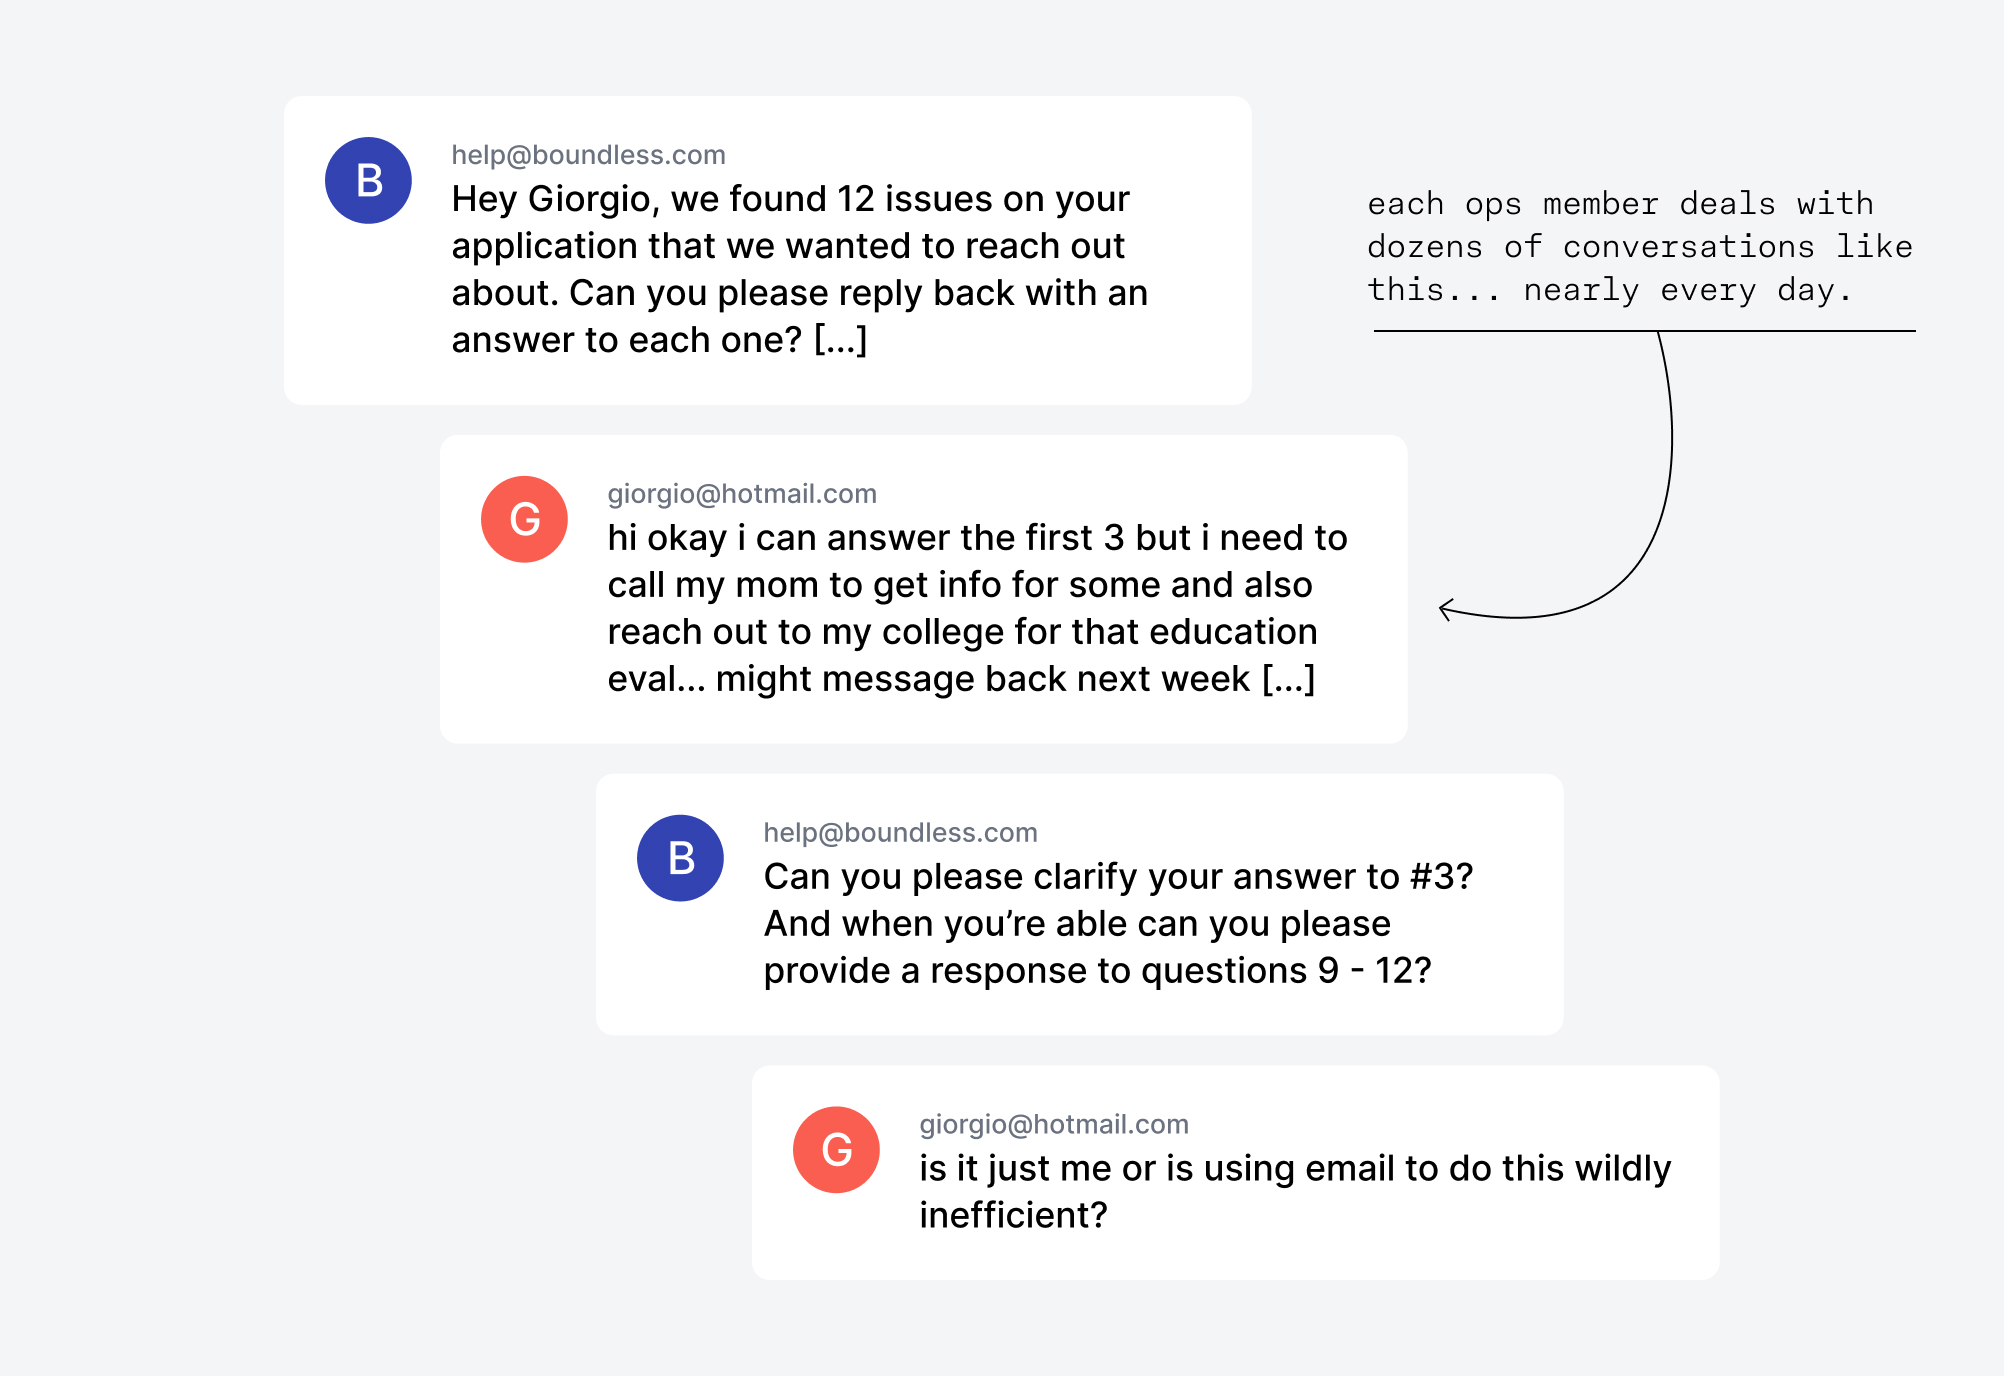 B
help@boundless.com
Hey Giorgio, we found 12 issues on your
application that we wanted to reach out
about. Can you please reply back with an
answer to each one? [...]
each ops member deals with
dozens of conversations like
this... nearly every day.
G
giorgio@hotmail.com
hi okay i can answer the first 3 but i need to
call my mom to get info for some and also
reach out to my college for that education
eval... might message back next week [...]
B
help@boundless.com
Can you please clarify your answer to #3?
And when you’re able can you please
provide a response to questions 9 - 12?
G
giorgio@hotmail.com
is it just me or is using email to do this wildly
inefficient?